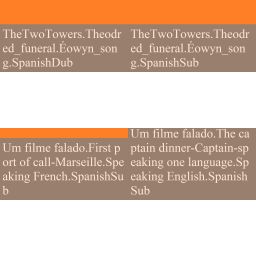 TheTwoTowers.Theodr
ed_funeral.Éowyn_son
g.SpanishDub
TheTwoTowers.Theodr
ed_funeral.Éowyn_son
g.SpanishSub
Um filme falado.First p
ort of call-Marseille.Spe
aking French.SpanishSu
b
Um filme falado.The ca
ptain dinner-Captain-sp
eaking one language.Sp
eaking English.Spanish
Sub